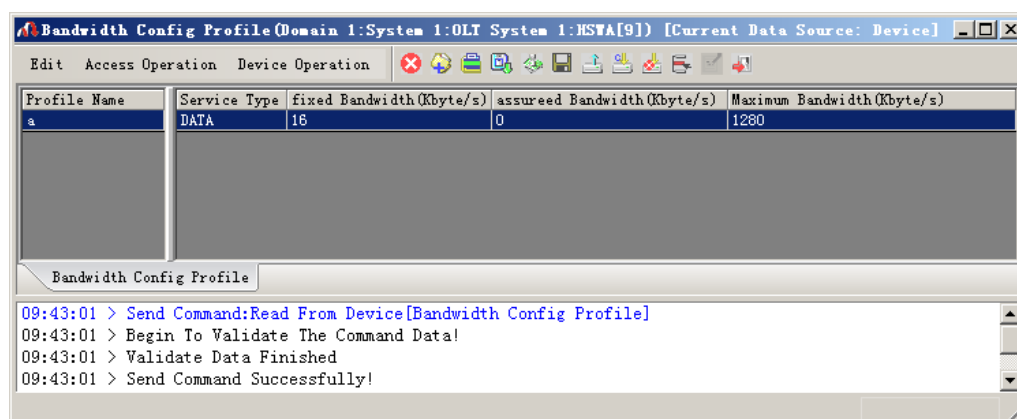 Bandwidth Config Profile(Domain 1:System 1:OLT System 1:HSTA[9]) [Current Data Source: Device]
Edit Access Operation Device Operation
Profile Name Service Type fixed Bandwidth(Kbyte/s) assureed Bandwidth(Kbyte/s) Maximum Bandwidth(Kbyte/s)
a DATA 16 0 1280
Bandwidth Config Profile
09:43:01 > Send Command:Read From Device[Bandwidth Config Profile]
09:43:01 > Begin To Validate The Command Data!
09:43:01 > Validate Data Finished
09:43:01 > Send Command Successfully!